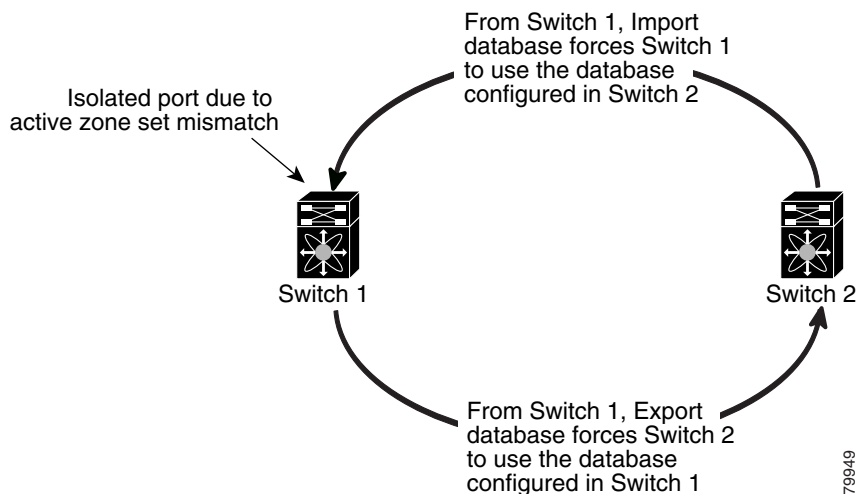 From Switch 1, Import
database forces Switch 1
to use the database
configured in Switch 2
Isolated port due to
active zone set mismatch
Switch 1
Switch 2
From Switch 1, Export
database forces Switch 2
to use the database
configured in Switch 1
79949